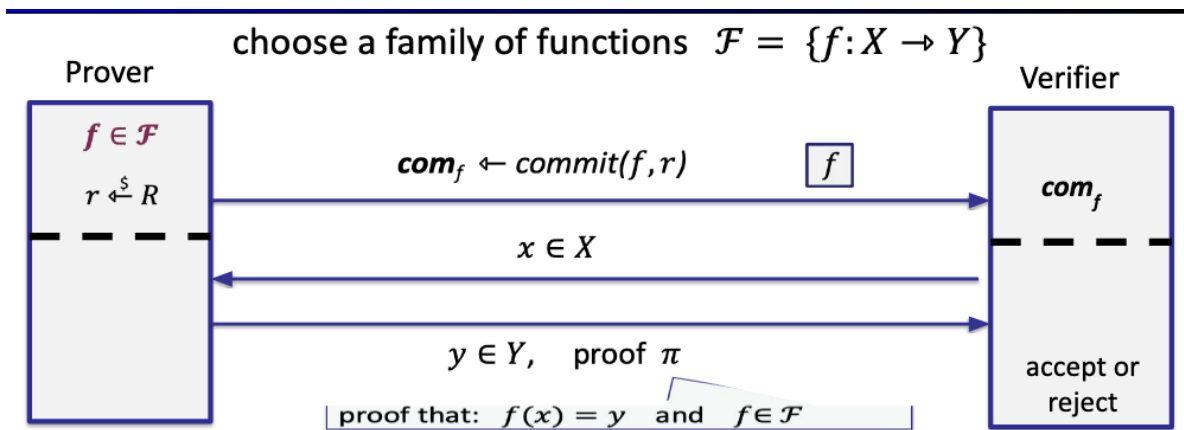 choose a family of functions ℱ = {f: X → Y}
Prover
Verifier
f ∈ ℱ
com_f ← commit(f, r)
f
r ←$ R
com_f
x ∈ X
y ∈ Y, proof π
accept or
reject
proof that: f(x) = y and f ∈ ℱ